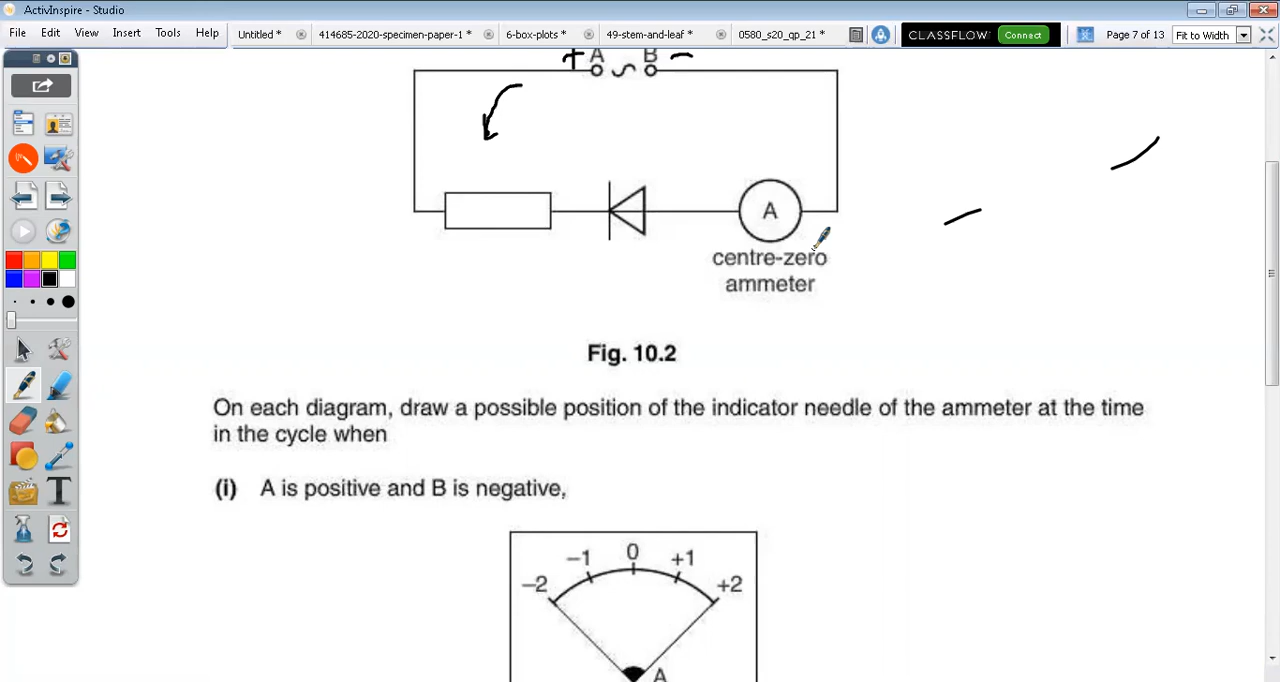 ActivInspire - Studio
File Edit View Insert Tools Help Untitled * 414685-2020-specimen-paper-1 * 6-box-plots * 49-stem-and-leaf * 0580_s20_qp_21 * CLASSFLOW Connect Page 7 of 13 Fit to Width
+ A B −
A
centre-zero
ammeter
Fig. 10.2
On each diagram, draw a possible position of the indicator needle of the ammeter at the time
in the cycle when
(i) A is positive and B is negative,
−2 −1 0 +1 +2
A
T